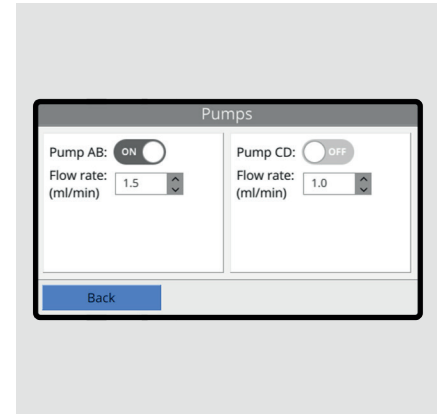 Pumps
Pump AB: ON
Flow rate:
(ml/min) 1.5
Pump CD: OFF
Flow rate:
(ml/min) 1.0
Back